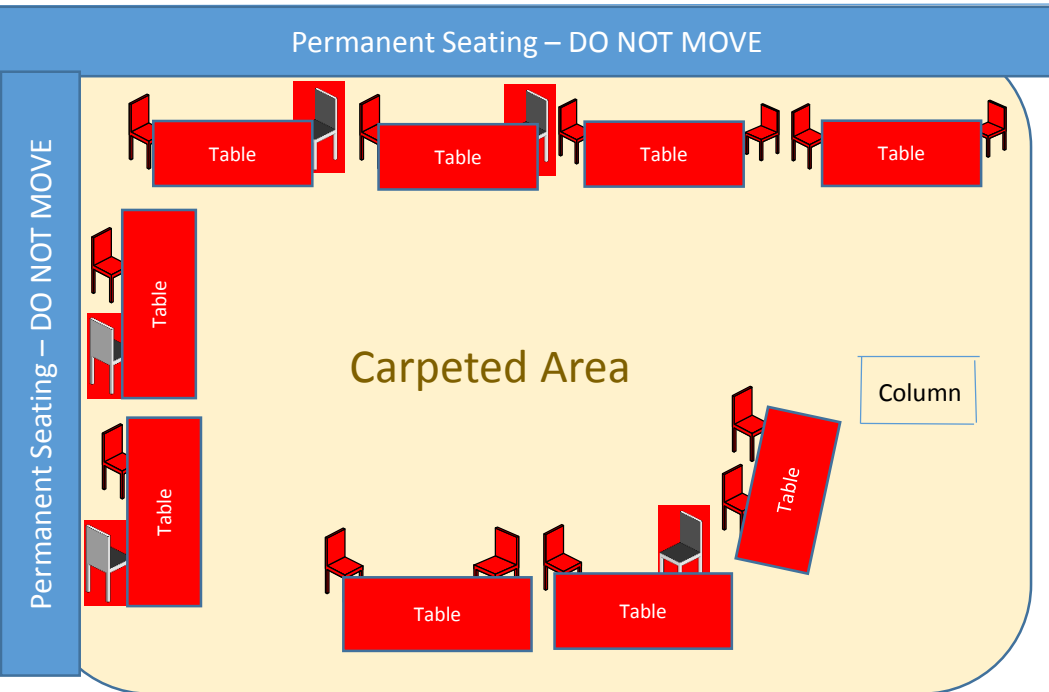 Permanent Seating – DO NOT MOVE
Permanent Seating – DO NOT MOVE
Table
Table
Table
Table
Table
Carpeted Area
Column
Table
Table
Table
Table